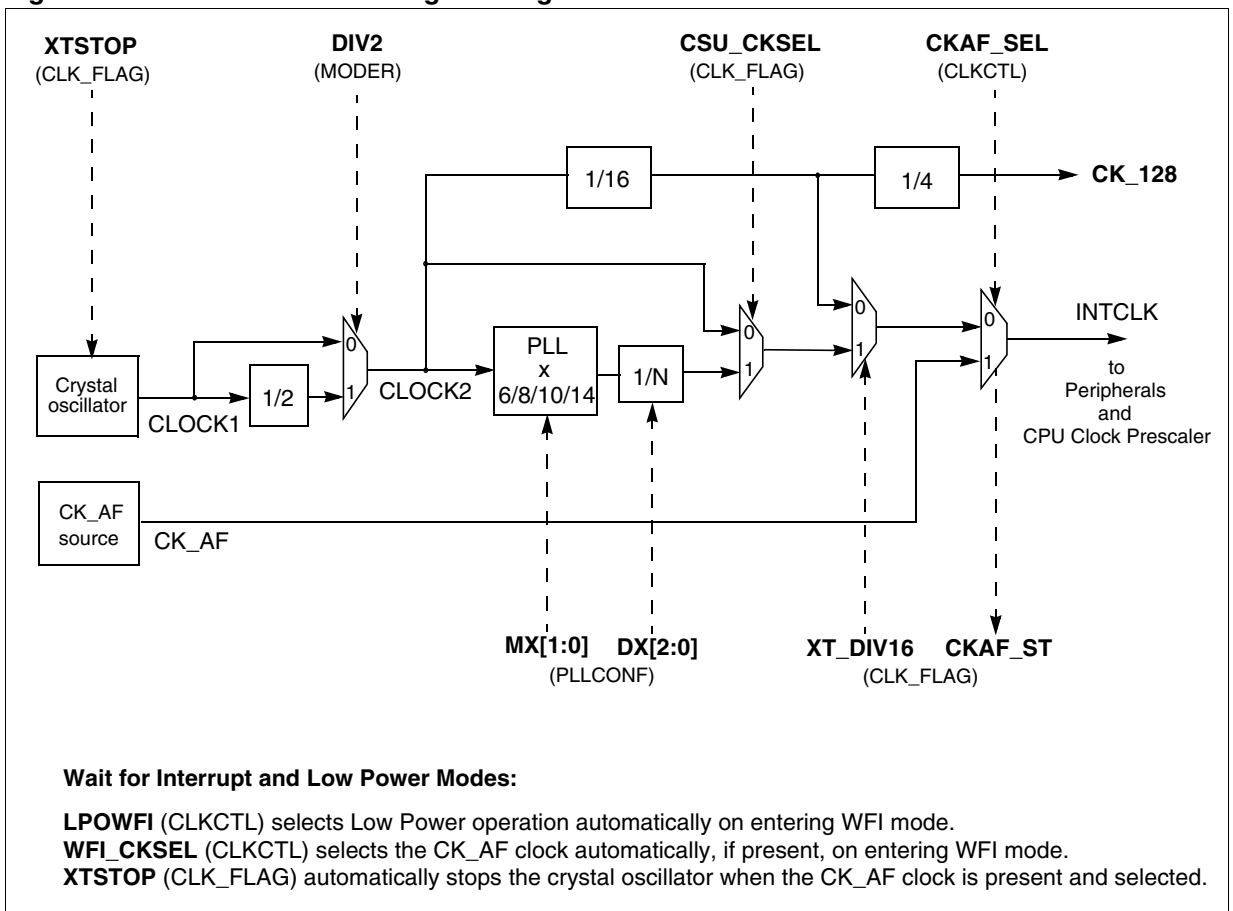 XTSTOP
(CLK_FLAG)
DIV2
(MODER)
CSU_CKSEL
(CLK_FLAG)
CKAF_SEL
(CLKCTL)
1/16
1/4
CK_128
Crystal
oscillator
CLOCK1
1/2
0
1
CLOCK2
PLL
x
6/8/10/14
1/N
0
1
0
1
0
1
INTCLK
to
Peripherals
and
CPU Clock Prescaler
CK_AF
source
CK_AF
MX[1:0]
DX[2:0]
(PLLCONF)
XT_DIV16
CKAF_ST
(CLK_FLAG)
Wait for Interrupt and Low Power Modes:
LPOWFI (CLKCTL) selects Low Power operation automatically on entering WFI mode.
WFI_CKSEL (CLKCTL) selects the CK_AF clock automatically, if present, on entering WFI mode.
XTSTOP (CLK_FLAG) automatically stops the crystal oscillator when the CK_AF clock is present and selected.